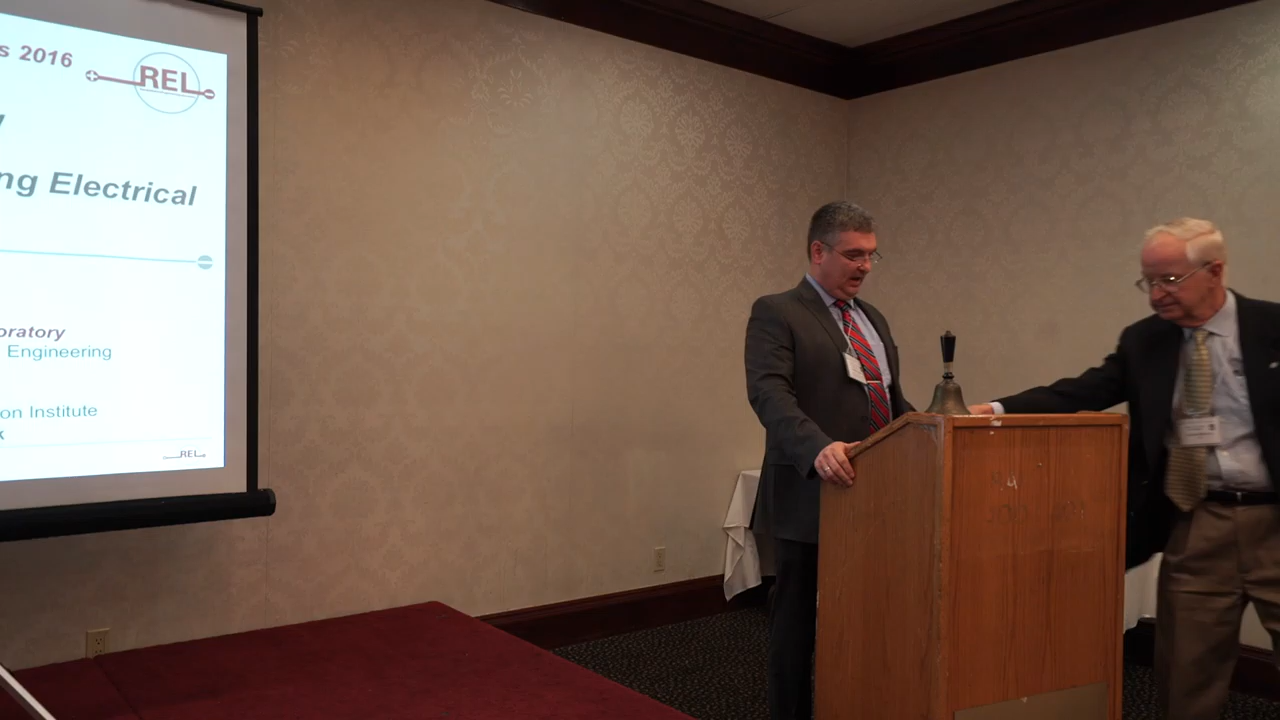 s 2016
REL
ng Electrical
oratory
Engineering
on Institute
k
REL